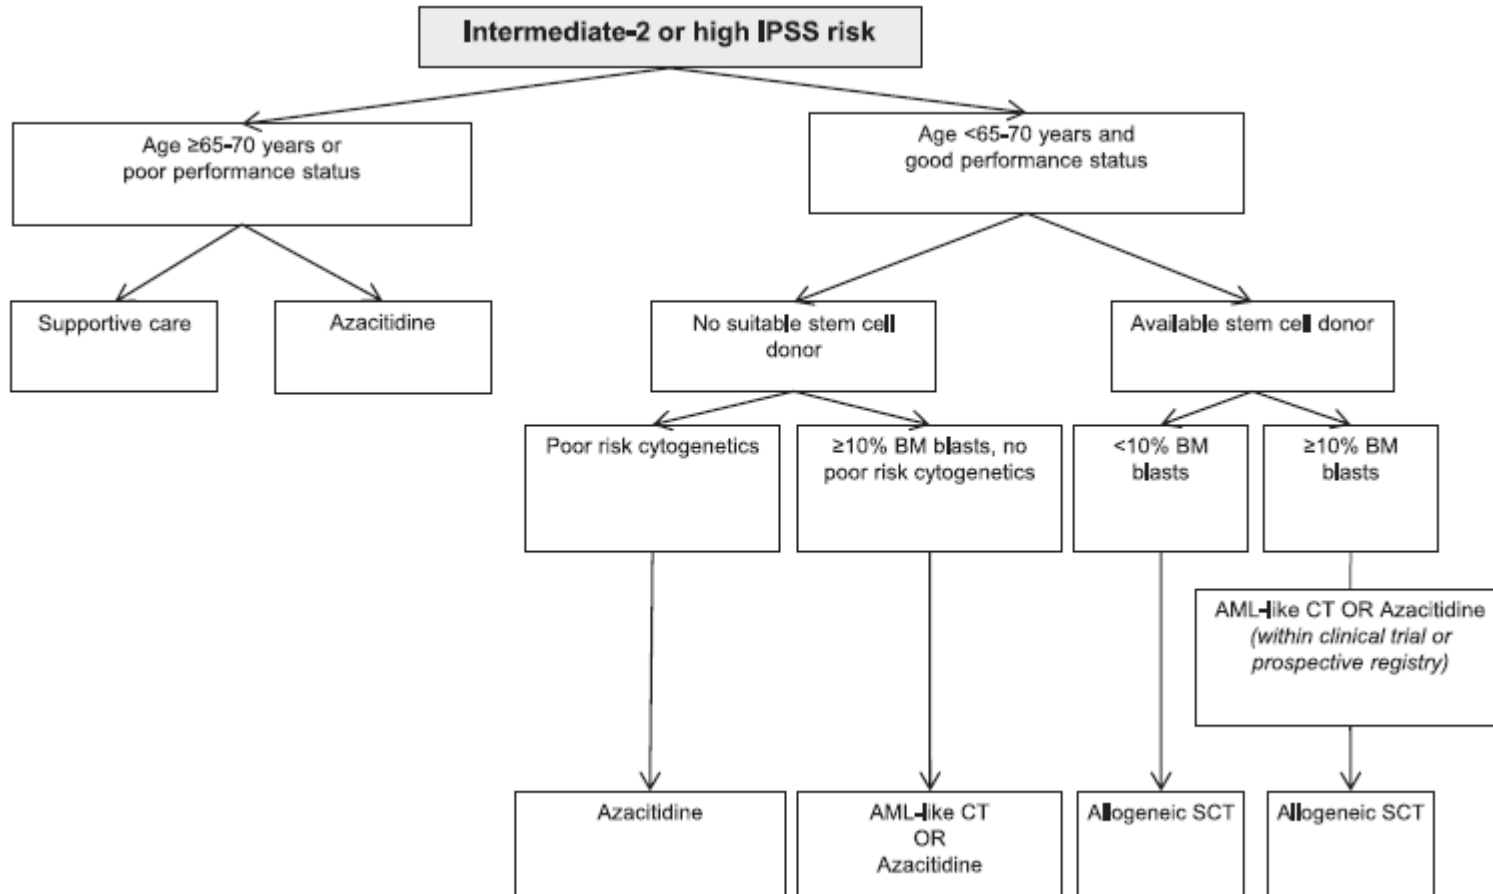 Intermediate-2 or high IPSS risk
Age ≥65-70 years or
poor performance status
Age <65-70 years and
good performance status
Supportive care
Azacitidine
No suitable stem cell
donor
Available stem cell donor
Poor risk cytogenetics
≥10% BM blasts, no
poor risk cytogenetics
<10% BM
blasts
≥10% BM
blasts
AML-like CT OR Azacitidine
(within clinical trial or
prospective registry)
Azacitidine
AML-like CT
OR
Azacitidine
Allogeneic SCT
Allogeneic SCT